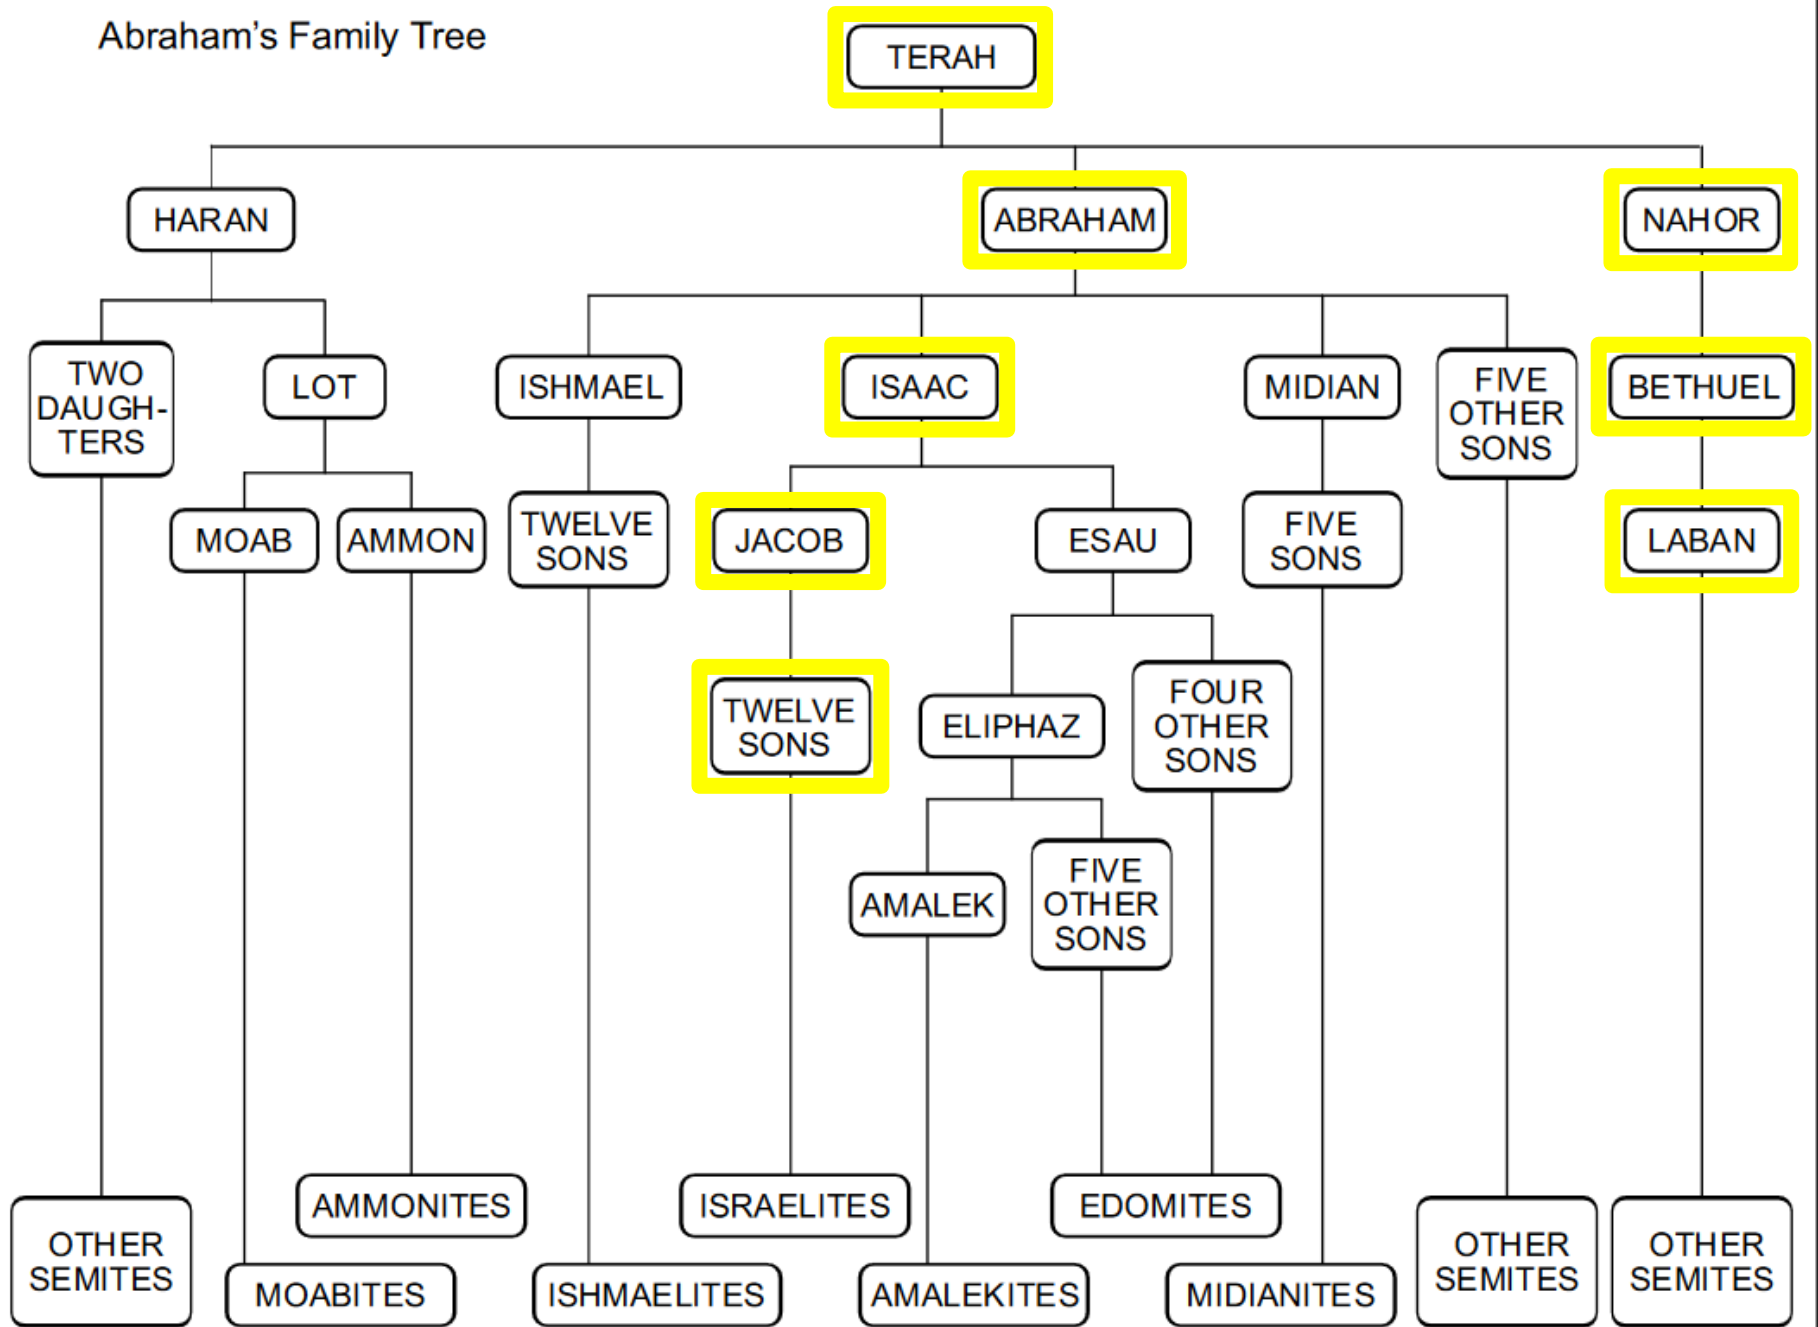 Abraham's Family Tree
TERAH
HARAN
ABRAHAM
NAHOR
TWO
DAUGH-
TERS
LOT
ISHMAEL
ISAAC
MIDIAN
FIVE
OTHER
SONS
BETHUEL
MOAB
AMMON
TWELVE
SONS
JACOB
ESAU
FIVE
SONS
LABAN
TWELVE
SONS
ELIPHAZ
FOUR
OTHER
SONS
AMALEK
FIVE
OTHER
SONS
OTHER
SEMITES
AMMONITES
ISRAELITES
EDOMITES
OTHER
SEMITES
OTHER
SEMITES
MOABITES
ISHMAELITES
AMALEKITES
MIDIANITES